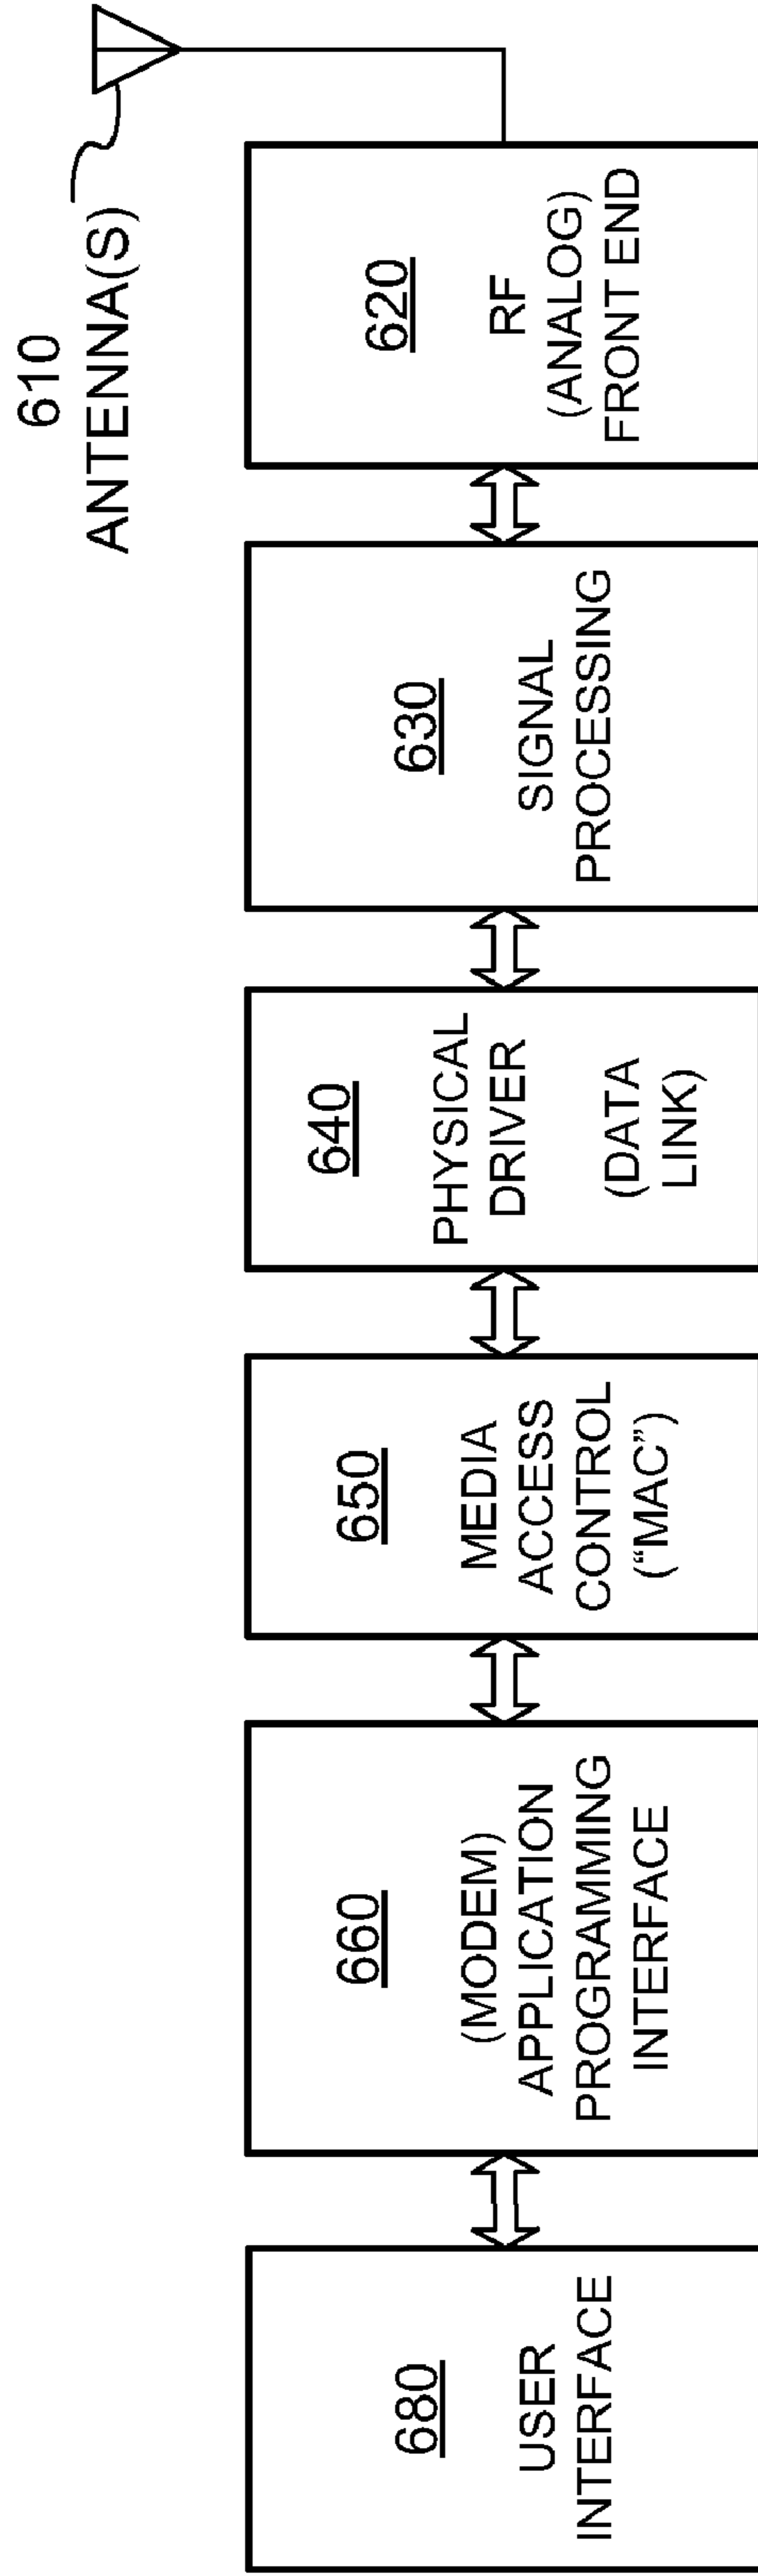 610
ANTENNA(S)
680
USER
INTERFACE
660
(MODEM)
APPLICATION
PROGRAMMING
INTERFACE
650
MEDIA
ACCESS
CONTROL
(“MAC”)
640
PHYSICAL
DRIVER
(DATA
LINK)
630
SIGNAL
PROCESSING
620
RF
(ANALOG)
FRONT END